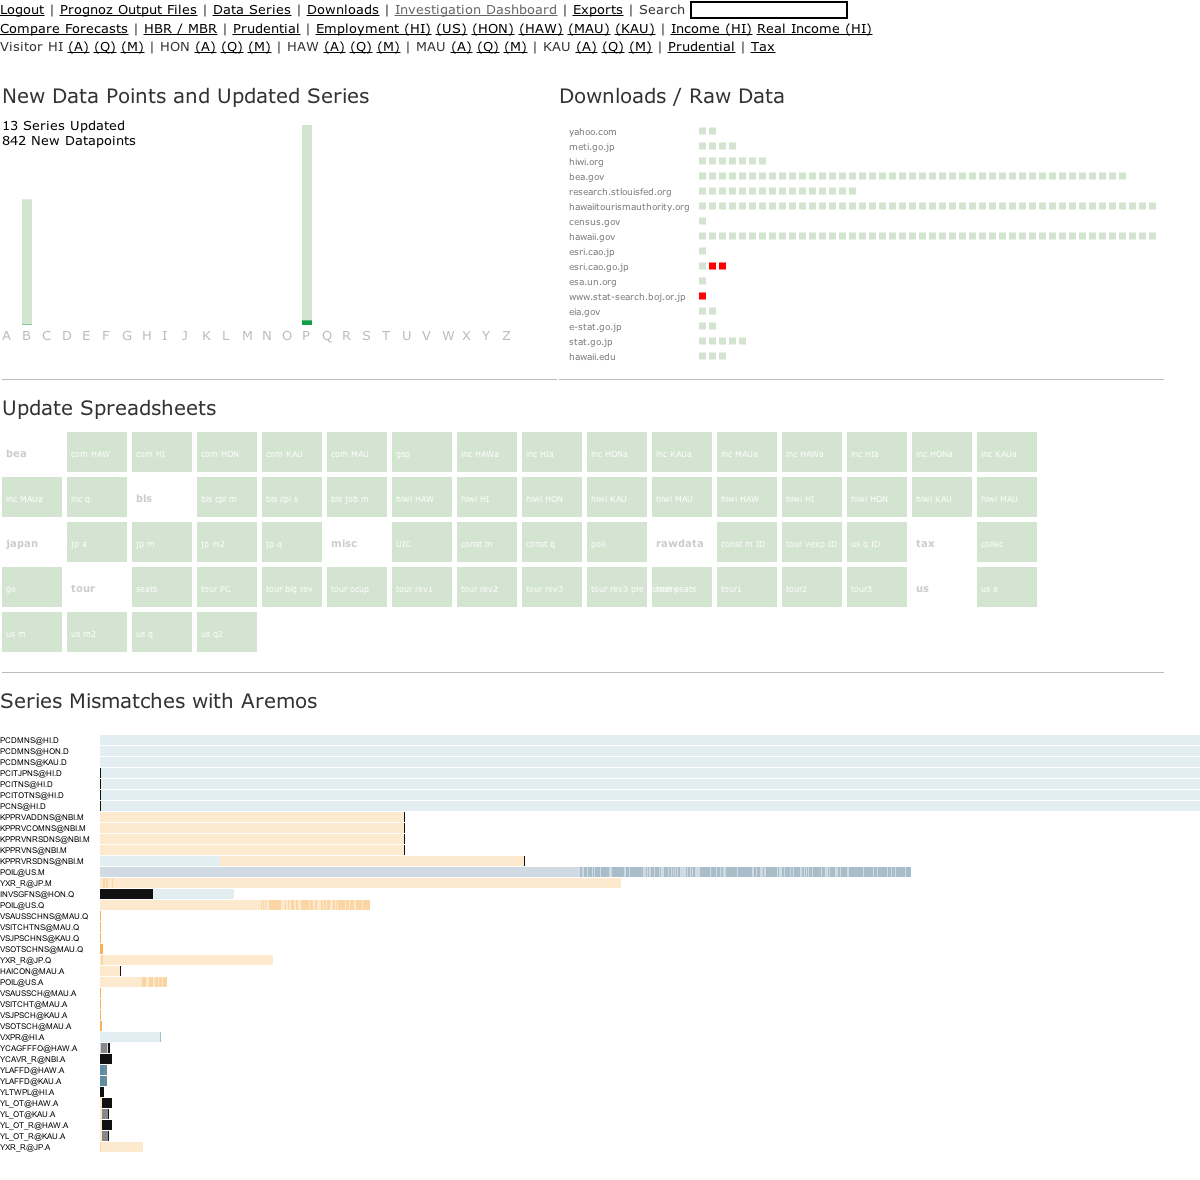 Logout | Prognoz Output Files | Data Series | Downloads | Investigation Dashboard | Exports | Search
Compare Forecasts | HBR / MBR | Prudential | Employment (HI) (US) (HON) (HAW) (MAU) (KAU) | Income (HI) Real Income (HI)
Visitor HI (A) (Q) (M) | HON (A) (Q) (M) | HAW (A) (Q) (M) | MAU (A) (Q) (M) | KAU (A) (Q) (M) | Prudential | Tax
New Data Points and Updated Series
13 Series Updated
842 New Datapoints
A B C D E F G H I J K L M N O P Q R S T U V W X Y Z
Downloads / Raw Data
yahoo.com
meti.go.jp
hiwi.org
bea.gov
research.stlouisfed.org
hawaiitourismauthority.org
census.gov
hawaii.gov
esri.cao.jp
esri.cao.go.jp
esa.un.org
www.stat-search.boj.or.jp
eia.gov
e-stat.go.jp
stat.go.jp
hawaii.edu
Update Spreadsheets
bea com HAW com HI com HON com KAU com MAU gsp inc HAWa inc HIa inc HONa inc KAUa inc MAUa inc HAWa inc HIa inc HONa inc KAUa
inc MAUa inc q bls bls cpi m bls cpi s bls job m hiwi HAW hiwi HI hiwi HON hiwi KAU hiwi MAU hiwi HAW hiwi HI hiwi HON hiwi KAU hiwi MAU
japan jp a jp m jp m2 jp q misc UIC const m const q poil rawdata const m ID tour vexp ID us q ID tax collec
ge tour seats tour PC tour big rev tour ocup tour rev1 tour rev2 tour rev3 tour rev3 pre tour seats tour1 tour2 tour3 us us a
us m us m2 us q us q2
Series Mismatches with Aremos
PCDMNS@HI.D
PCDMNS@HON.D
PCDMNS@KAU.D
PCITJPNS@HI.D
PCITNS@HI.D
PCITOTNS@HI.D
PCNS@HI.D
KPPRVADDNS@NBI.M
KPPRVCOMNS@NBI.M
KPPRVNRSDNS@NBI.M
KPPRVNS@NBI.M
KPPRVRSDNS@NBI.M
POIL@US.M
YXR_R@JP.M
INVSGFNS@HON.Q
POIL@US.Q
VSAUSSCHNS@MAU.Q
VSITCHTNS@MAU.Q
VSJPSCHNS@KAU.Q
VSOTSCHNS@MAU.Q
YXR_R@JP.Q
HAICON@MAU.A
POIL@US.A
VSAUSSCH@MAU.A
VSITCHT@MAU.A
VSJPSCH@KAU.A
VSOTSCH@MAU.A
VXPR@HI.A
YCAGFFFO@HAW.A
YCAVR_R@NBI.A
YLAFFD@HAW.A
YLAFFD@KAU.A
YLTWPL@HI.A
YL_OT@HAW.A
YL_OT@KAU.A
YL_OT_R@HAW.A
YL_OT_R@KAU.A
YXR_R@JP.A